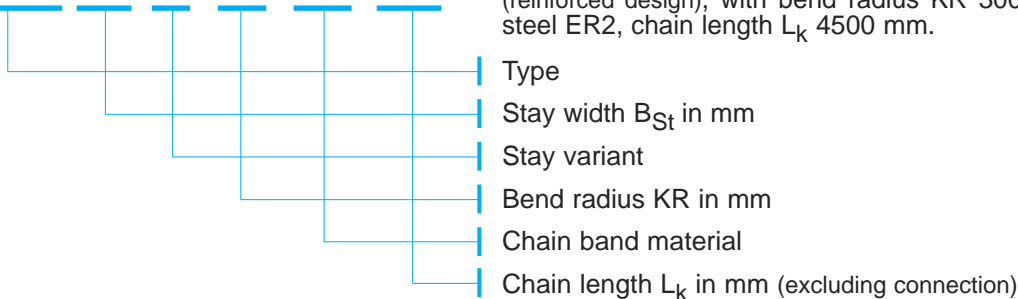 (reinforced design), with bend radius KR 300
steel ER2, chain length Lk 4500 mm.
Type
Stay width BSt in mm
Stay variant
Bend radius KR in mm
Chain band material
Chain length Lk in mm (excluding connection)